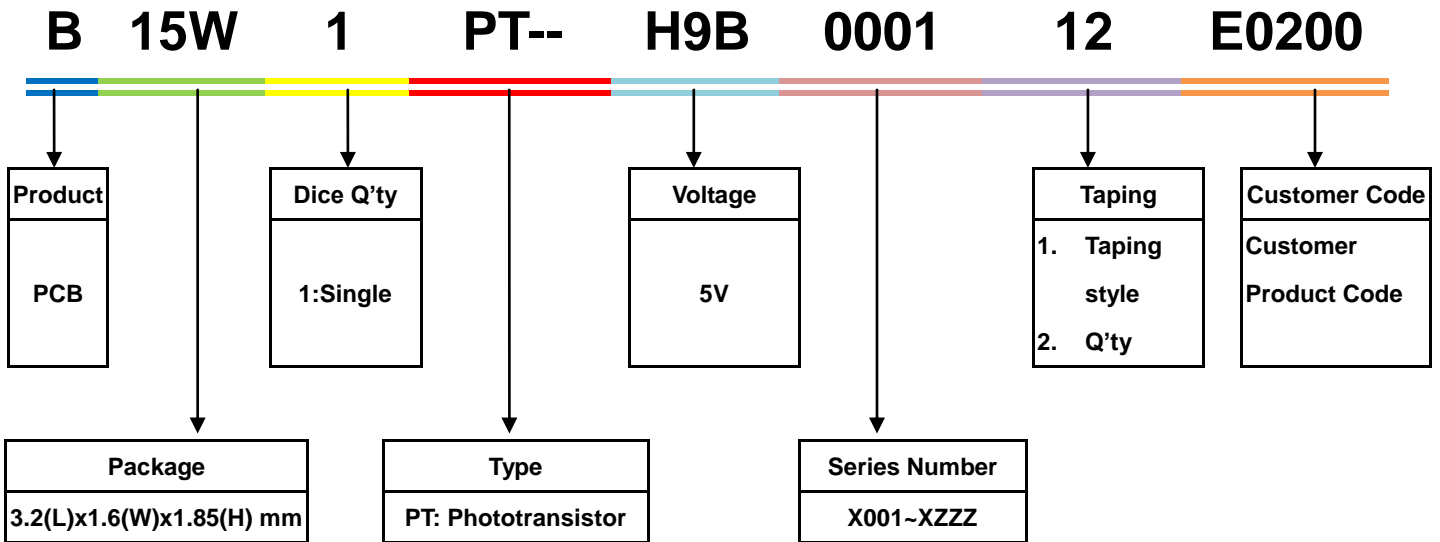 B 15W 1 PT-- H9B 0001 12 E0200
Product
PCB
Dice Q’ty
1:Single
Voltage
5V
Taping
1. Taping
style
2. Q’ty
Customer Code
Customer
Product Code
Package
3.2(L)x1.6(W)x1.85(H) mm
Type
PT: Phototransistor
Series Number
X001~XZZZ